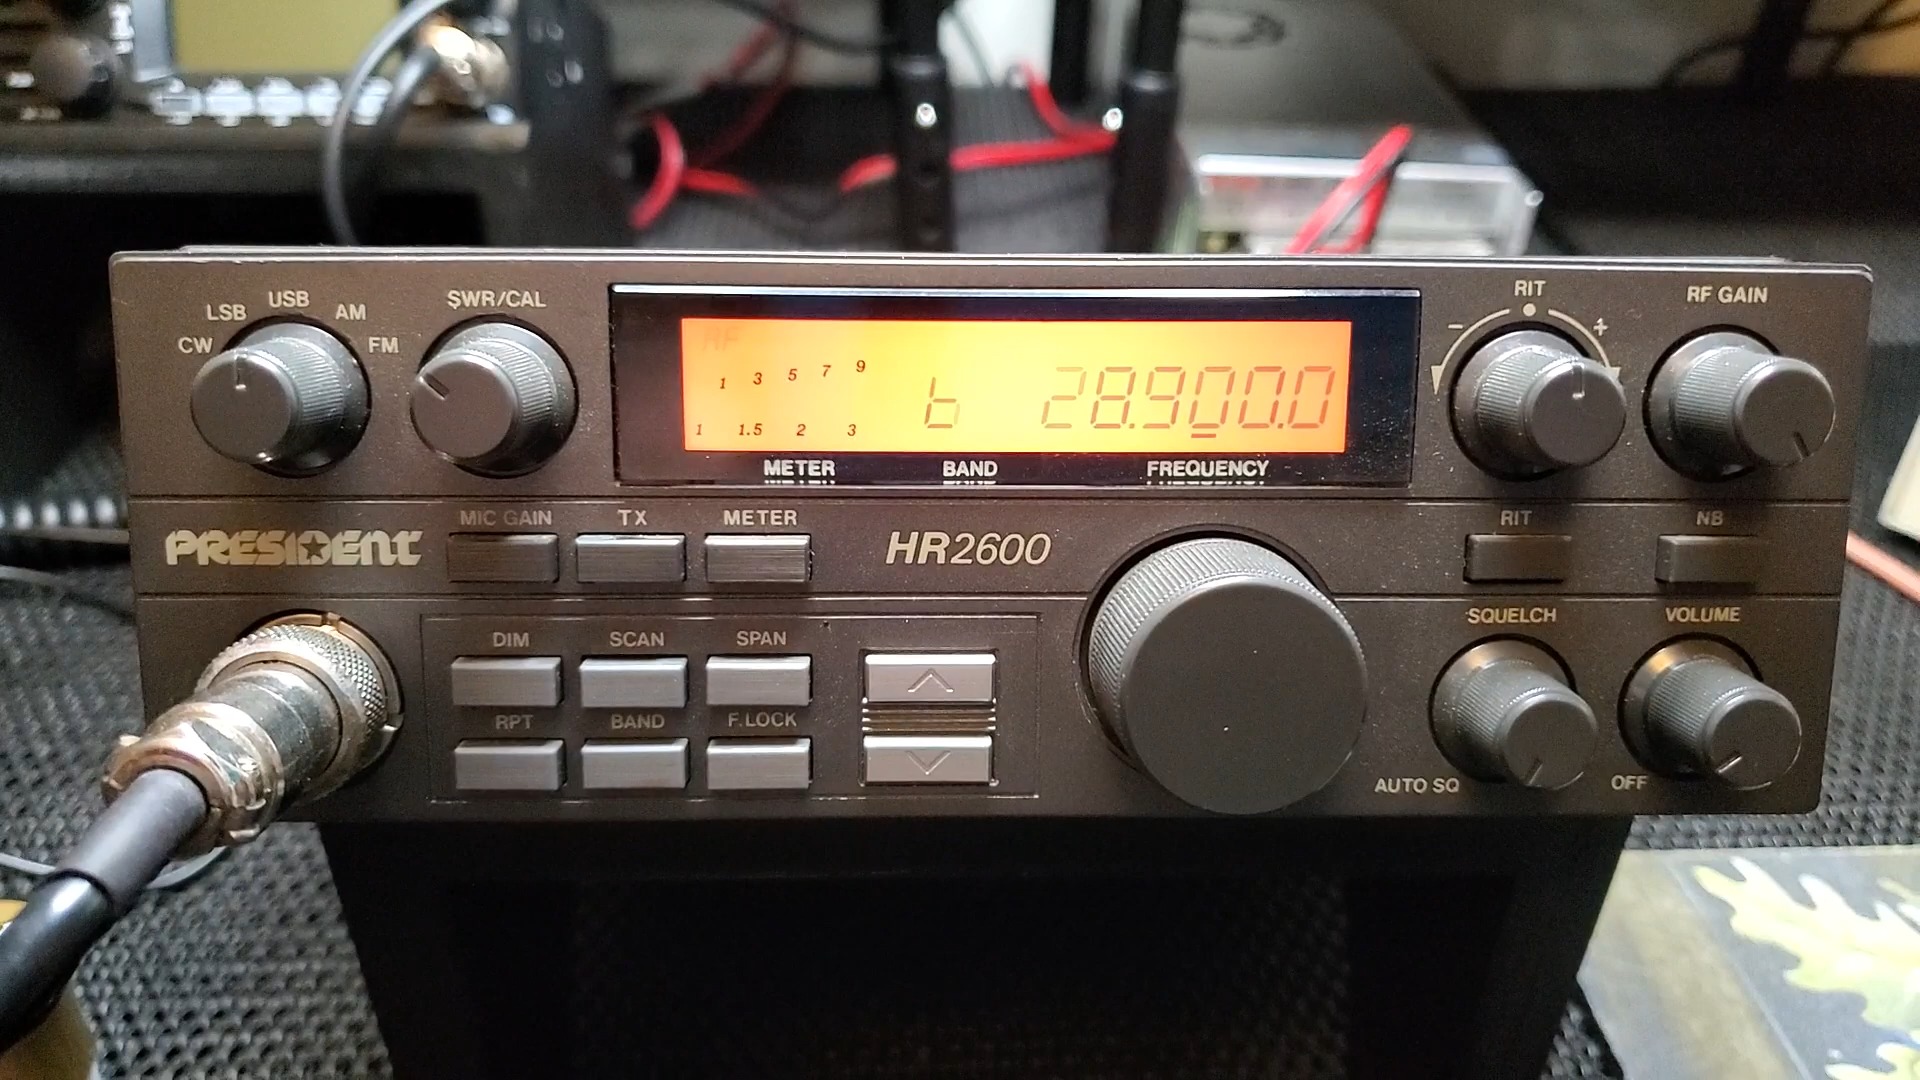 LSB USB AM
CW FM
SWR/CAL
RF
1 3 5 7 9
1 1.5 2 3
b 28.900.0
METER BAND FREQUENCY
RIT
- +
RF GAIN
PRESIDENT
MIC GAIN TX METER
HR2600
RIT NB
DIM SCAN SPAN
RPT BAND F.LOCK
SQUELCH VOLUME
AUTO SQ OFF